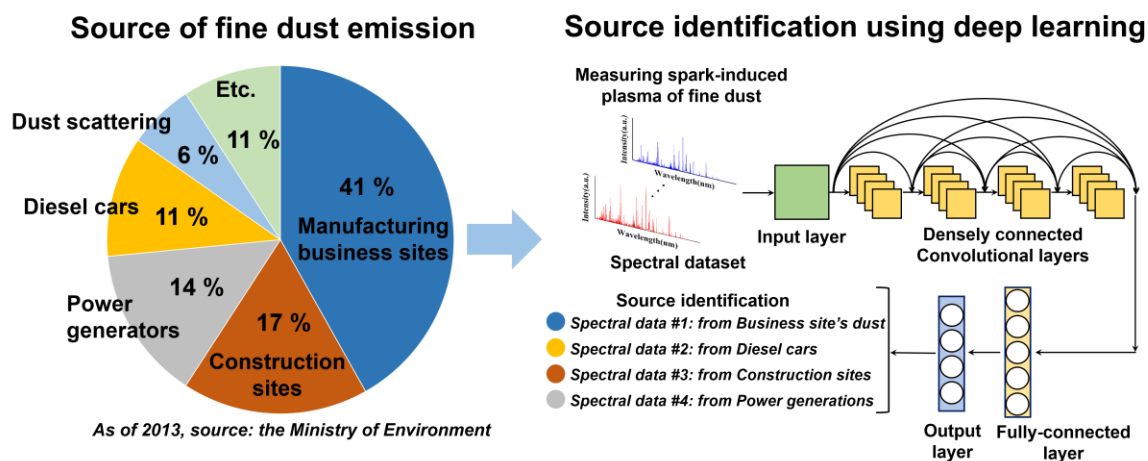 Source of fine dust emission
Etc.
11 %
Dust scattering
6 %
Diesel cars
11 %
Power
generators
14 %
17 %
Construction
sites
41 %
Manufacturing
business sites
As of 2013, source: the Ministry of Environment
Source identification using deep learning
Measuring spark-induced
plasma of fine dust
Intensity(a.u.)
Wavelength(nm)
Intensity(a.u.)
Wavelength(nm)
Spectral dataset
Input layer
Densely connected
Convolutional layers
Source identification
Spectral data #1: from Business site's dust
Spectral data #2: from Diesel cars
Spectral data #3: from Construction sites
Spectral data #4: from Power generations
Output
layer
Fully-connected
layer